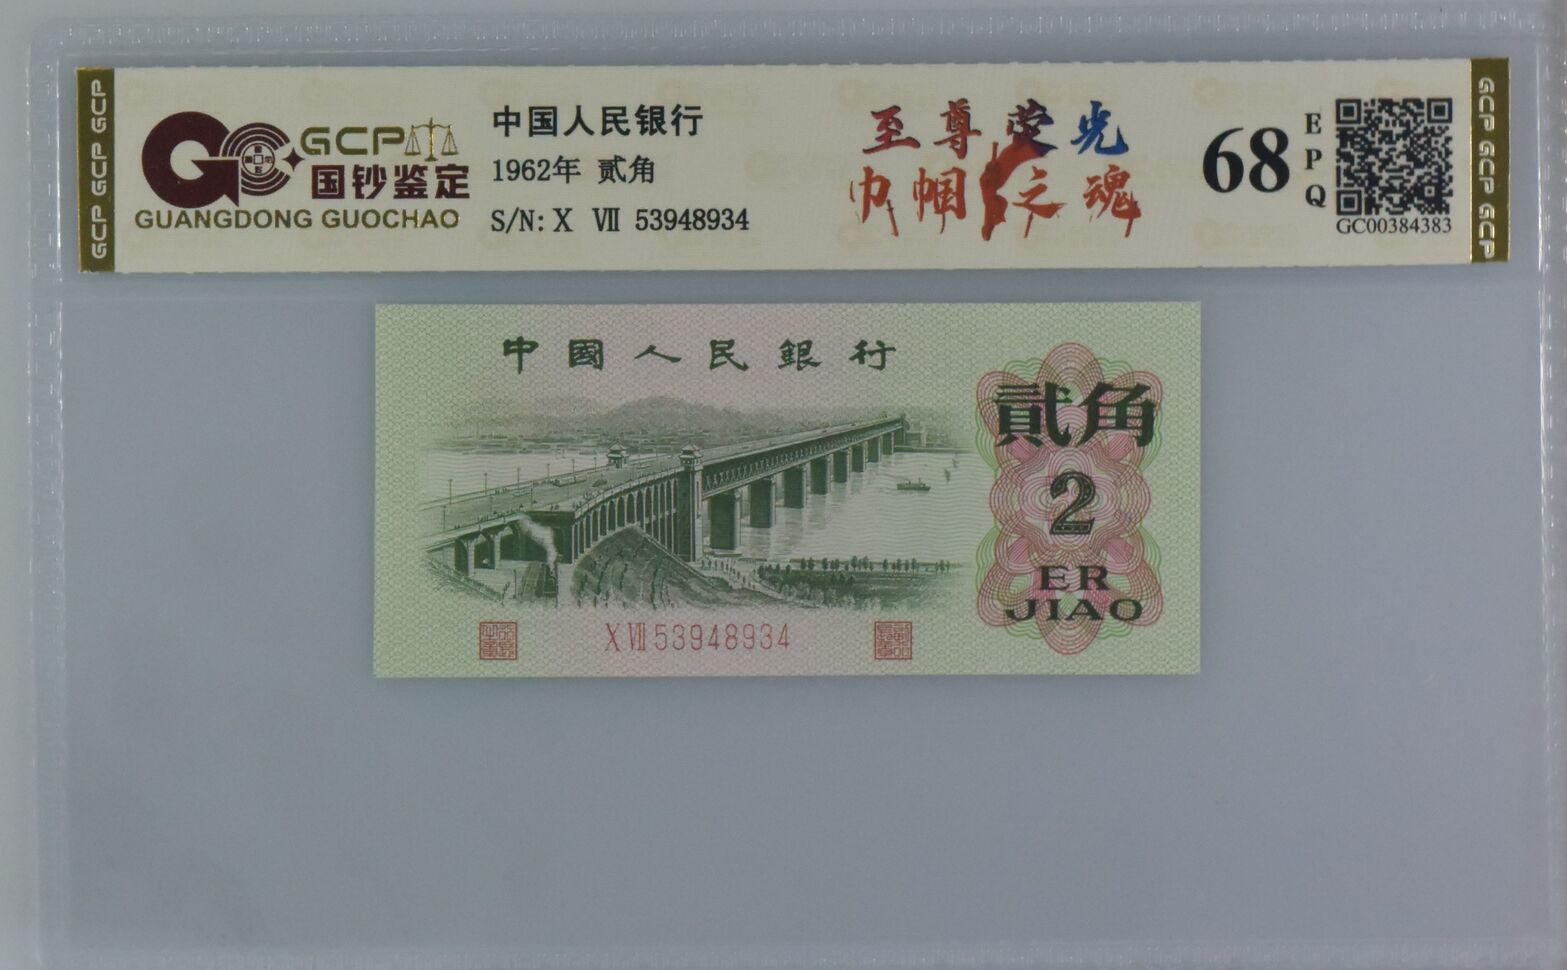 GCP GCP GCP
GCP
国钞鉴定
GUANGDONG GUOCHAO
中国人民银行
1962年 贰角
S/N: X Ⅶ 53948934
至尊荧光
巾帼之魂
68
EPQ
GC00384383
GCP GCP GCP
中國人民銀行
貳角
2
ER
JIAO
X Ⅶ 53948934